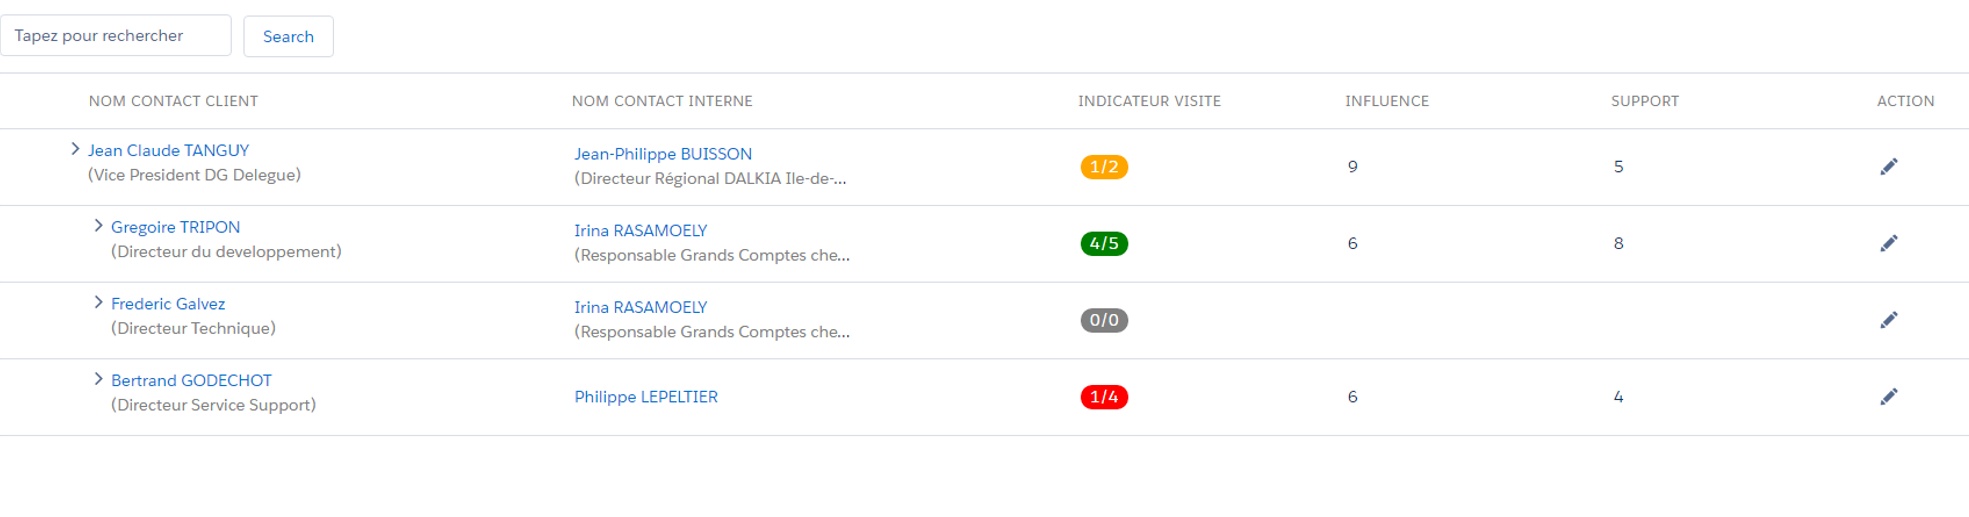 Tapez pour rechercher
Search
NOM CONTACT CLIENT NOM CONTACT INTERNE INDICATEUR VISITE INFLUENCE SUPPORT ACTION
Jean Claude TANGUY
(Vice President DG Delegue)
Jean-Philippe BUISSON
(Directeur Régional DALKIA Ile-de-...
1/2
9
5
Gregoire TRIPON
(Directeur du developpement)
Irina RASAMOELY
(Responsable Grands Comptes che...
4/5
6
8
Frederic Galvez
(Directeur Technique)
Irina RASAMOELY
(Responsable Grands Comptes che...
0/0
Bertrand GODECHOT
(Directeur Service Support)
Philippe LEPELTIER
1/4
6
4